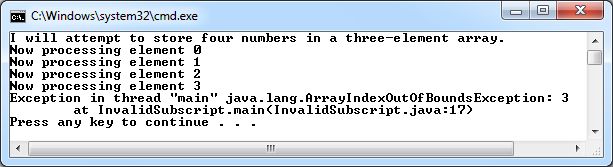 C:\Windows\system32\cmd.exe
I will attempt to store four numbers in a three-element array.
Now processing element 0
Now processing element 1
Now processing element 2
Now processing element 3
Exception in thread "main" java.lang.ArrayIndexOutOfBoundsException: 3
at InvalidSubscript.main(InvalidSubscript.java:17)
Press any key to continue . . .